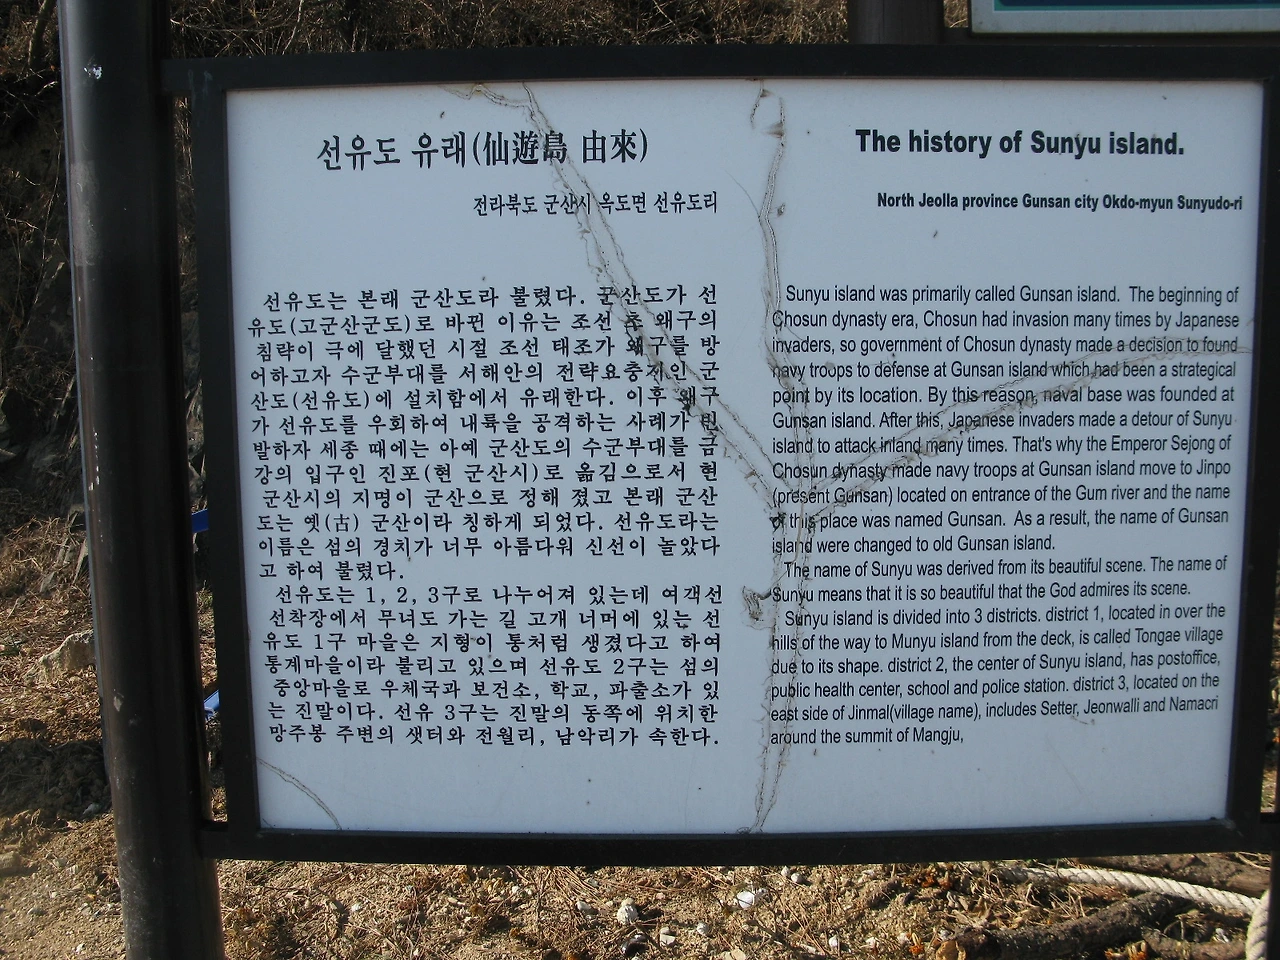 선유도 유래(仙遊島 由來)
전라북도 군산시 옥도면 선유도리
선유도는 본래 군산도라 불렸다. 군산도가 선
유도(고군산군도)로 바뀐 이유는 조선 초 왜구의
침략이 극에 달했던 시절 조선 태조가 왜구를 방
어하고자 수군부대를 서해안의 전략요충지인 군
산도(선유도)에 설치함에서 유래한다. 이후 왜구
가 선유도를 우회하여 내륙을 공격하는 사례가 빈
발하자 세종 때에는 아예 군산도의 수군부대를 금
강의 입구인 진포(현 군산시)로 옮김으로서 현
군산시의 지명이 군산으로 정해 졌고 본래 군산
도는 옛(古) 군산이라 칭하게 되었다. 선유도라는
이름은 섬의 경치가 너무 아름다워 신선이 놀았다
고 하여 불렸다.
선유도는 1, 2, 3구로 나누어져 있는데 여객선
선착장에서 무녀도 가는 길 고개 너머에 있는 선
유도 1구 마을은 지형이 통처럼 생겼다고 하여
통계마을이라 불리고 있으며 선유도 2구는 섬의
중앙마을로 우체국과 보건소, 학교, 파출소가 있
는 진말이다. 선유 3구는 진말의 동쪽에 위치한
망주봉 주변의 샛터와 전월리, 남악리가 속한다.
The history of Sunyu island.
North Jeolla province Gunsan city Okdo-myun Sunyudo-ri
Sunyu island was primarily called Gunsan island. The beginning of
Chosun dynasty era, Chosun had invasion many times by Japanese
invaders, so government of Chosun dynasty made a decision to found
navy troops to defense at Gunsan island which had been a strategical
point by its location. By this reason, naval base was founded at
Gunsan island. After this, Japanese invaders made a detour of Sunyu
island to attack inland many times. That's why the Emperor Sejong of
Chosun dynasty made navy troops at Gunsan island move to Jinpo
(present Gunsan) located on entrance of the Gum river and the name
of this place was named Gunsan. As a result, the name of Gunsan
island were changed to old Gunsan island.
The name of Sunyu was derived from its beautiful scene. The name of
Sunyu means that it is so beautiful that the God admires its scene.
Sunyu island is divided into 3 districts. district 1, located in over the
hills of the way to Munyu island from the deck, is called Tongae village
due to its shape. district 2, the center of Sunyu island, has postoffice,
public health center, school and police station. district 3, located on the
east side of Jinmal(village name), includes Setter, Jeonwalli and Namacri
around the summit of Mangju,